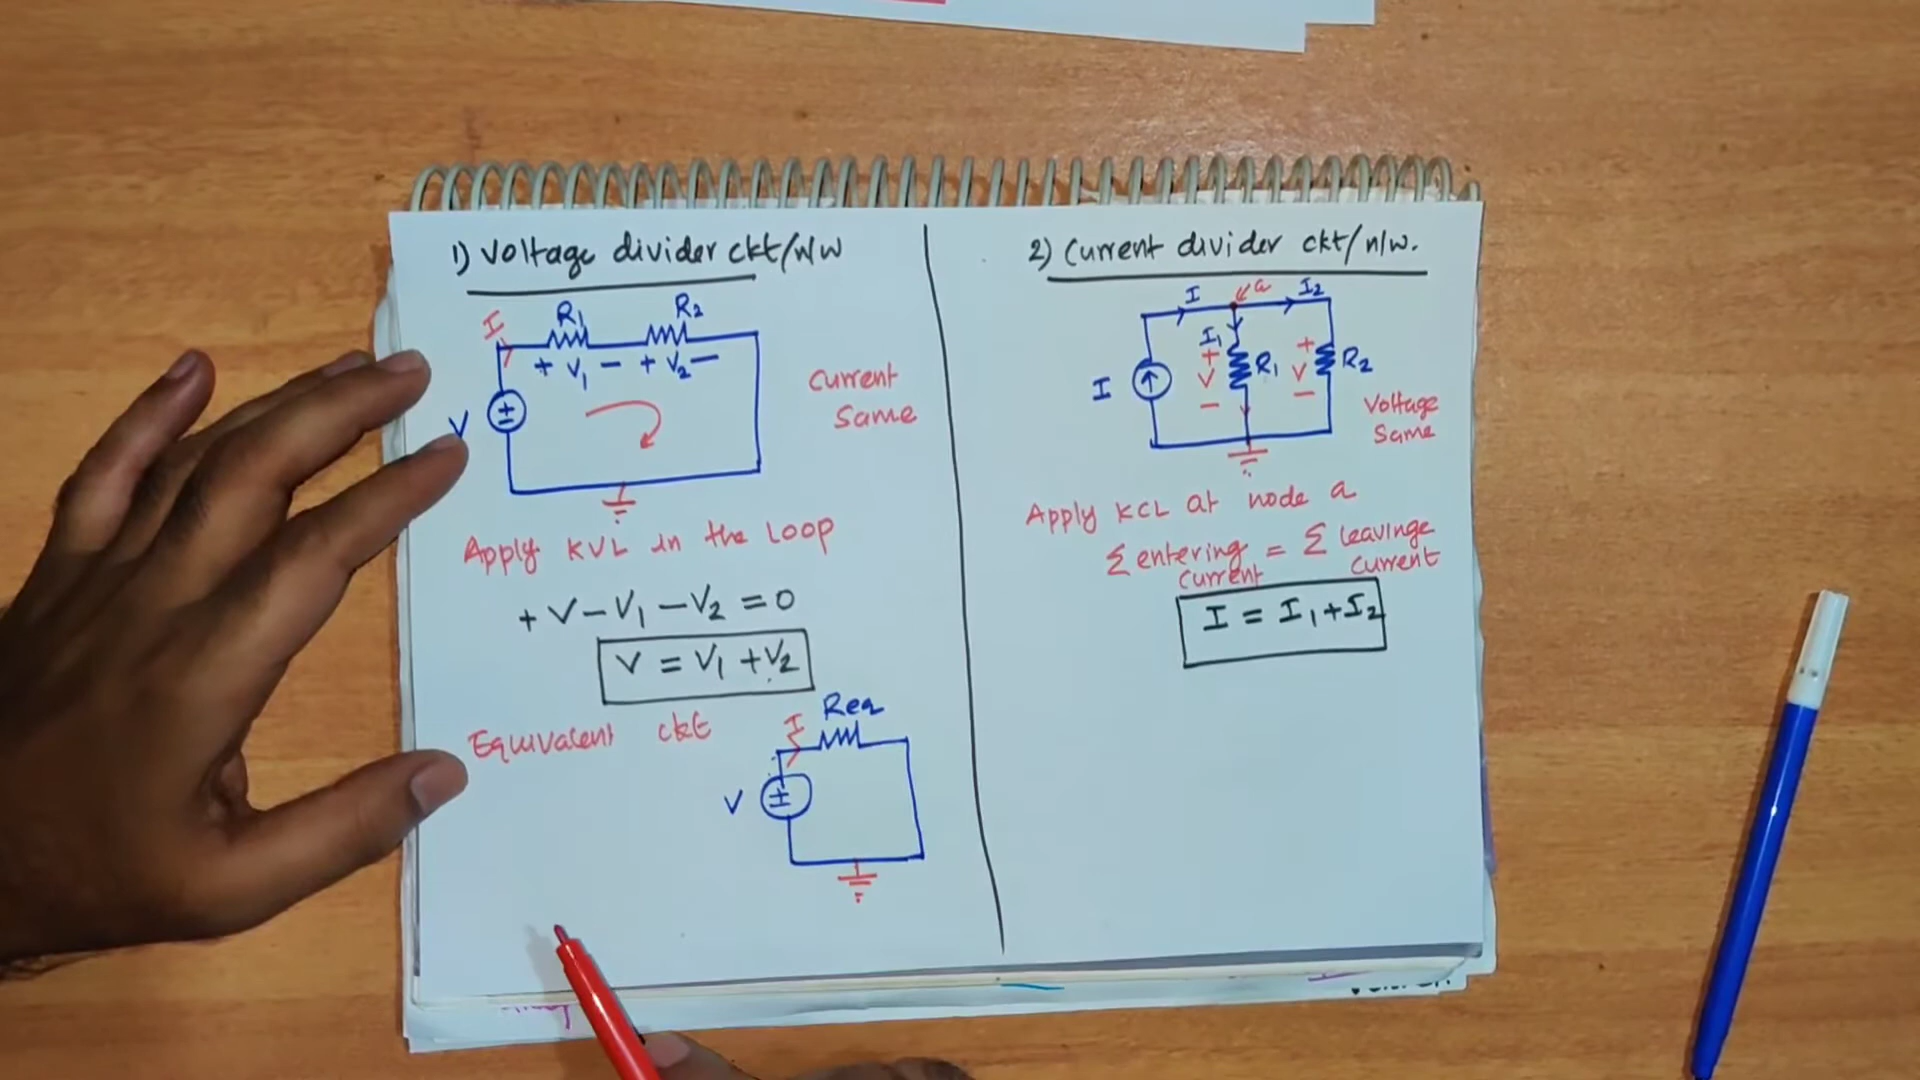 1) Voltage divider ckt/n/w
I
R1
R2
+ V1 - + V2 -
V
±
Current
Same
Apply KVL in the Loop
+ V - V1 - V2 = 0
V = V1 + V2
Equivalent ckt
I
Req
V
±
2) Current divider ckt/n/w.
I
a
I2
I1
+
V
-
R1
+
V
-
R2
I
Voltage
Same
Apply KCL at node a
Σ entering current = Σ leavinge current
I = I1 + I2